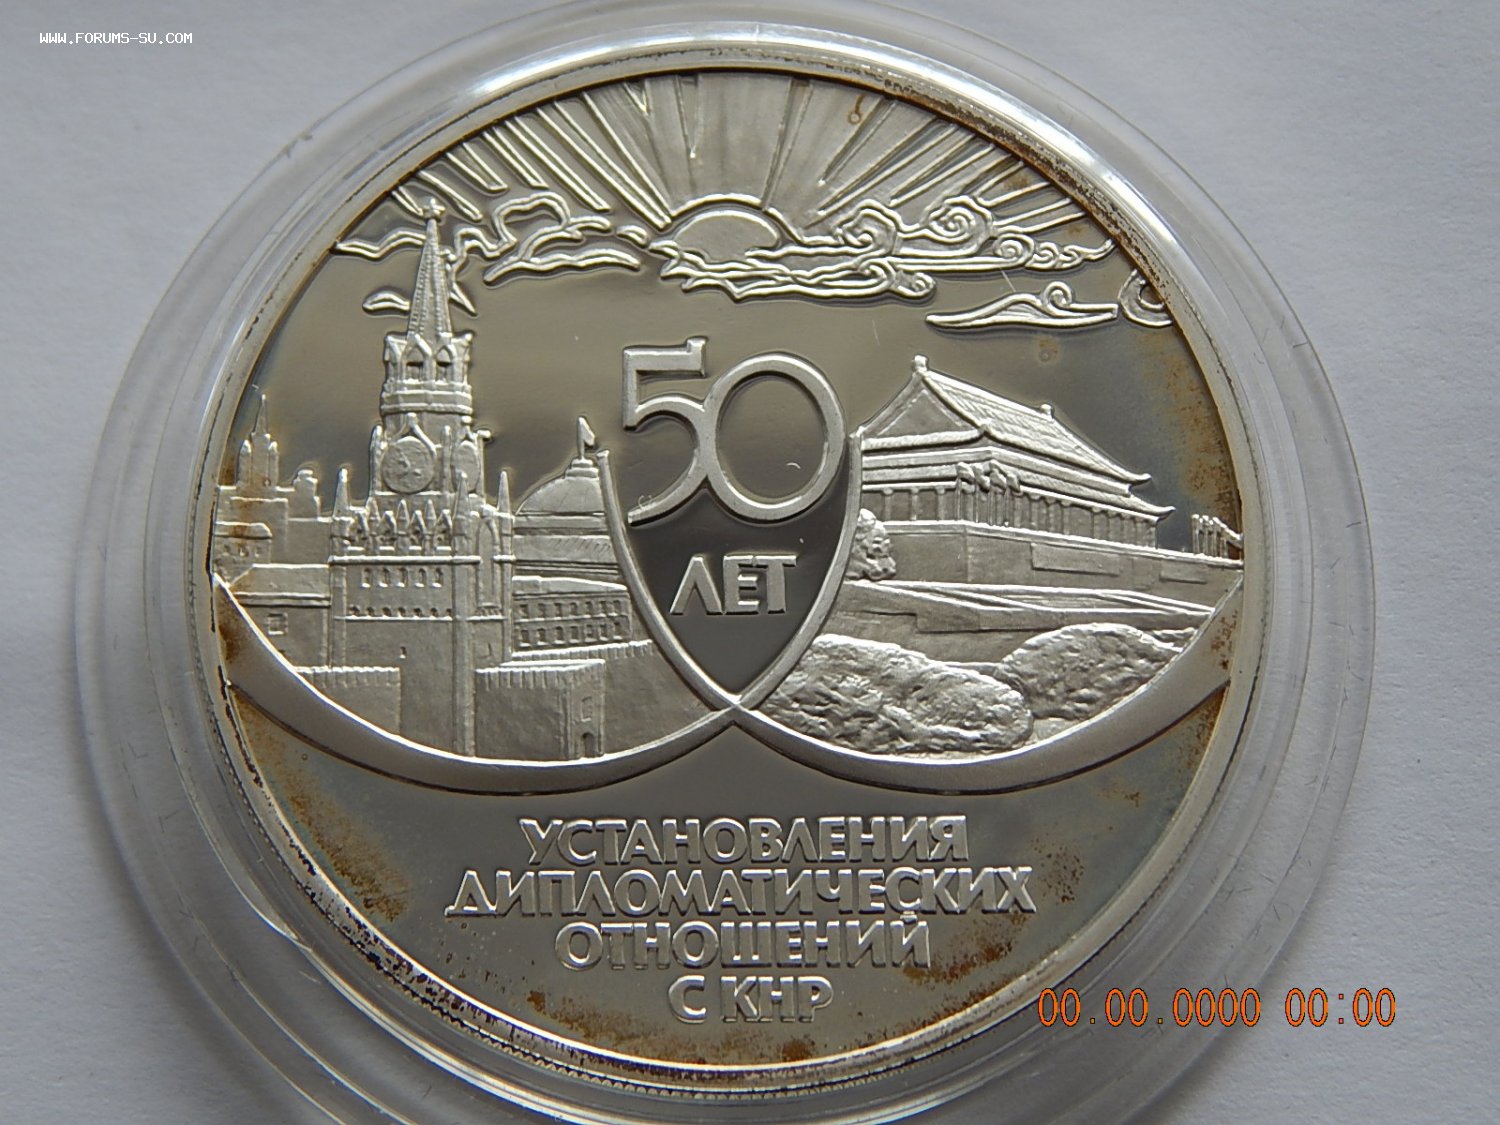 WWW.FORUMS-SU.COM
50
ЛЕТ
УСТАНОВЛЕНИЯ
ДИПЛОМАТИЧЕСКИХ
ОТНОШЕНИЙ
С КНР
00.00.0000 00:00